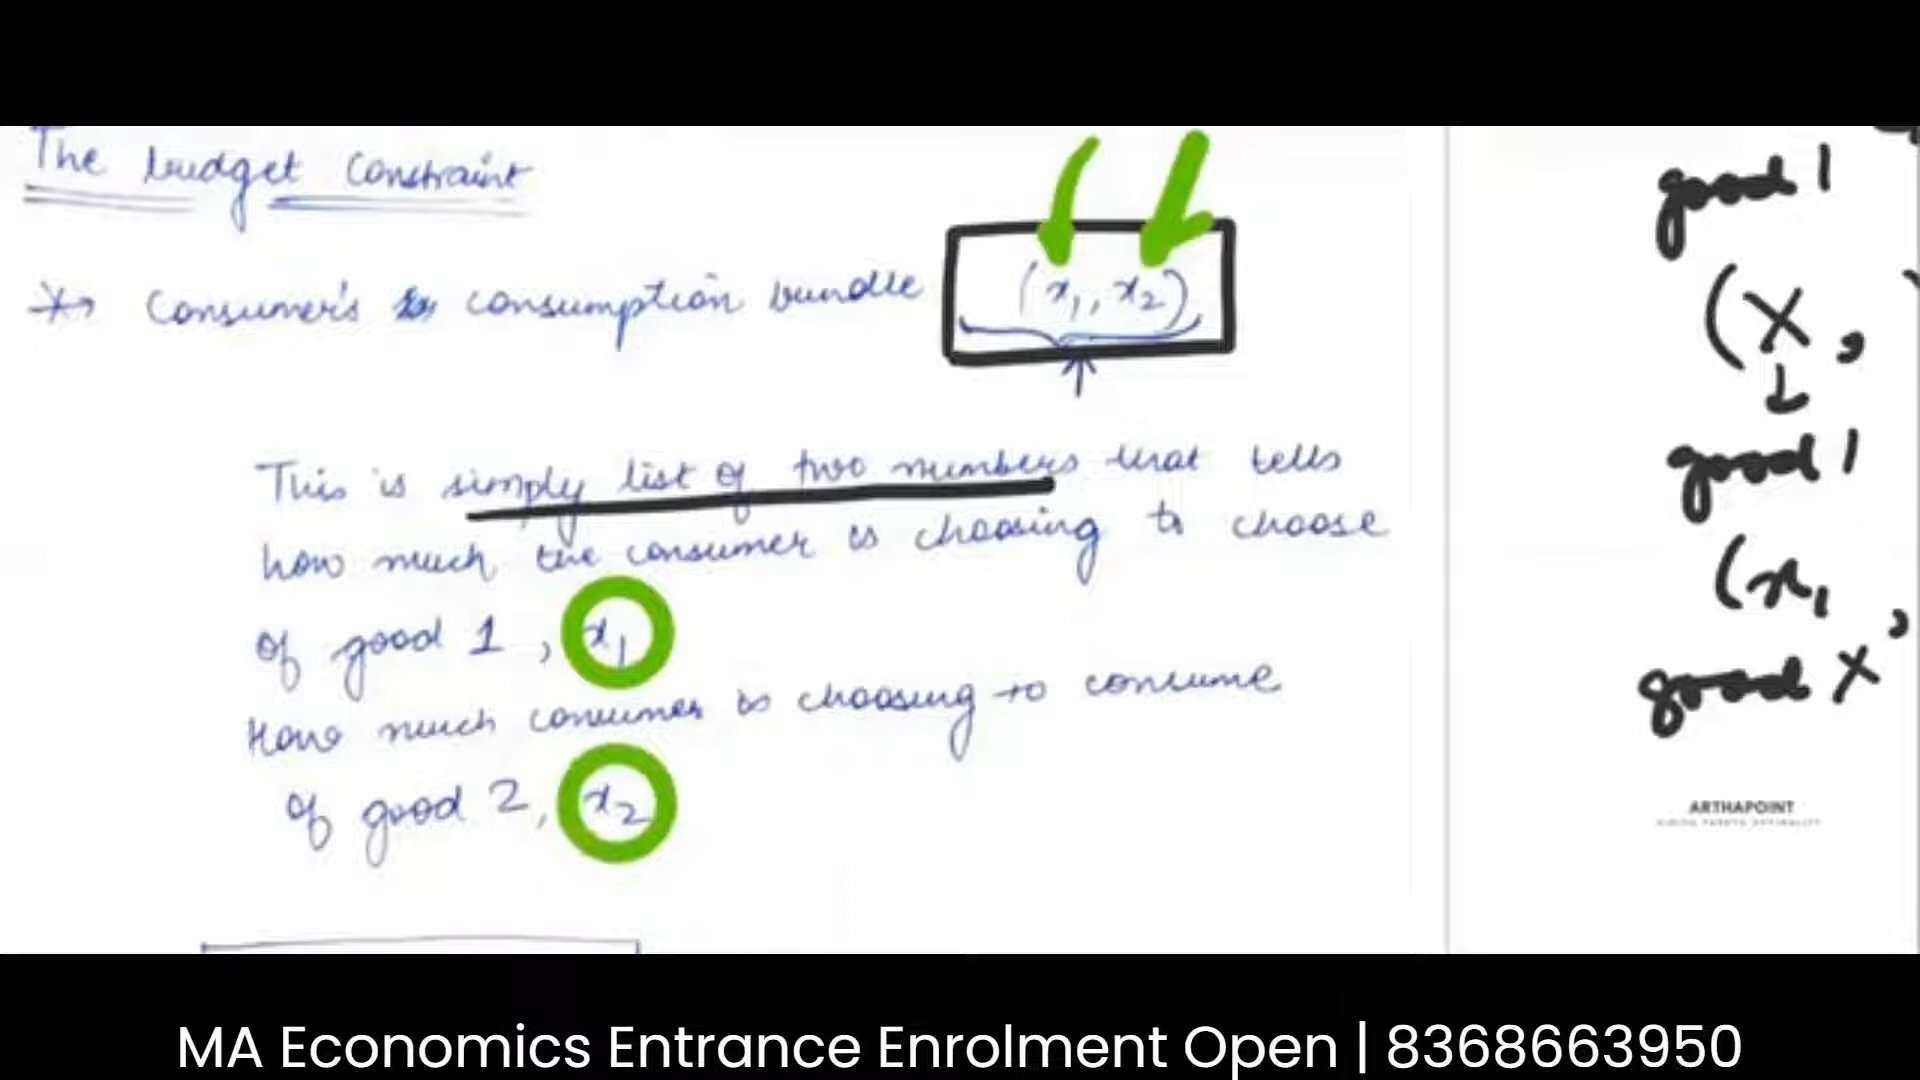 The budget Constraint
Consumer's consumption bundle (x₁, x₂)
This is simply list of two numbers that tells
how much the consumer is choosing to choose
of good 1, x₁
How much consumer is choosing to consume
of good 2, x₂
good 1
(X,
good 1
(x₁,
good X
ARTHAPOINT
MA Economics Entrance Enrolment Open | 8368663950